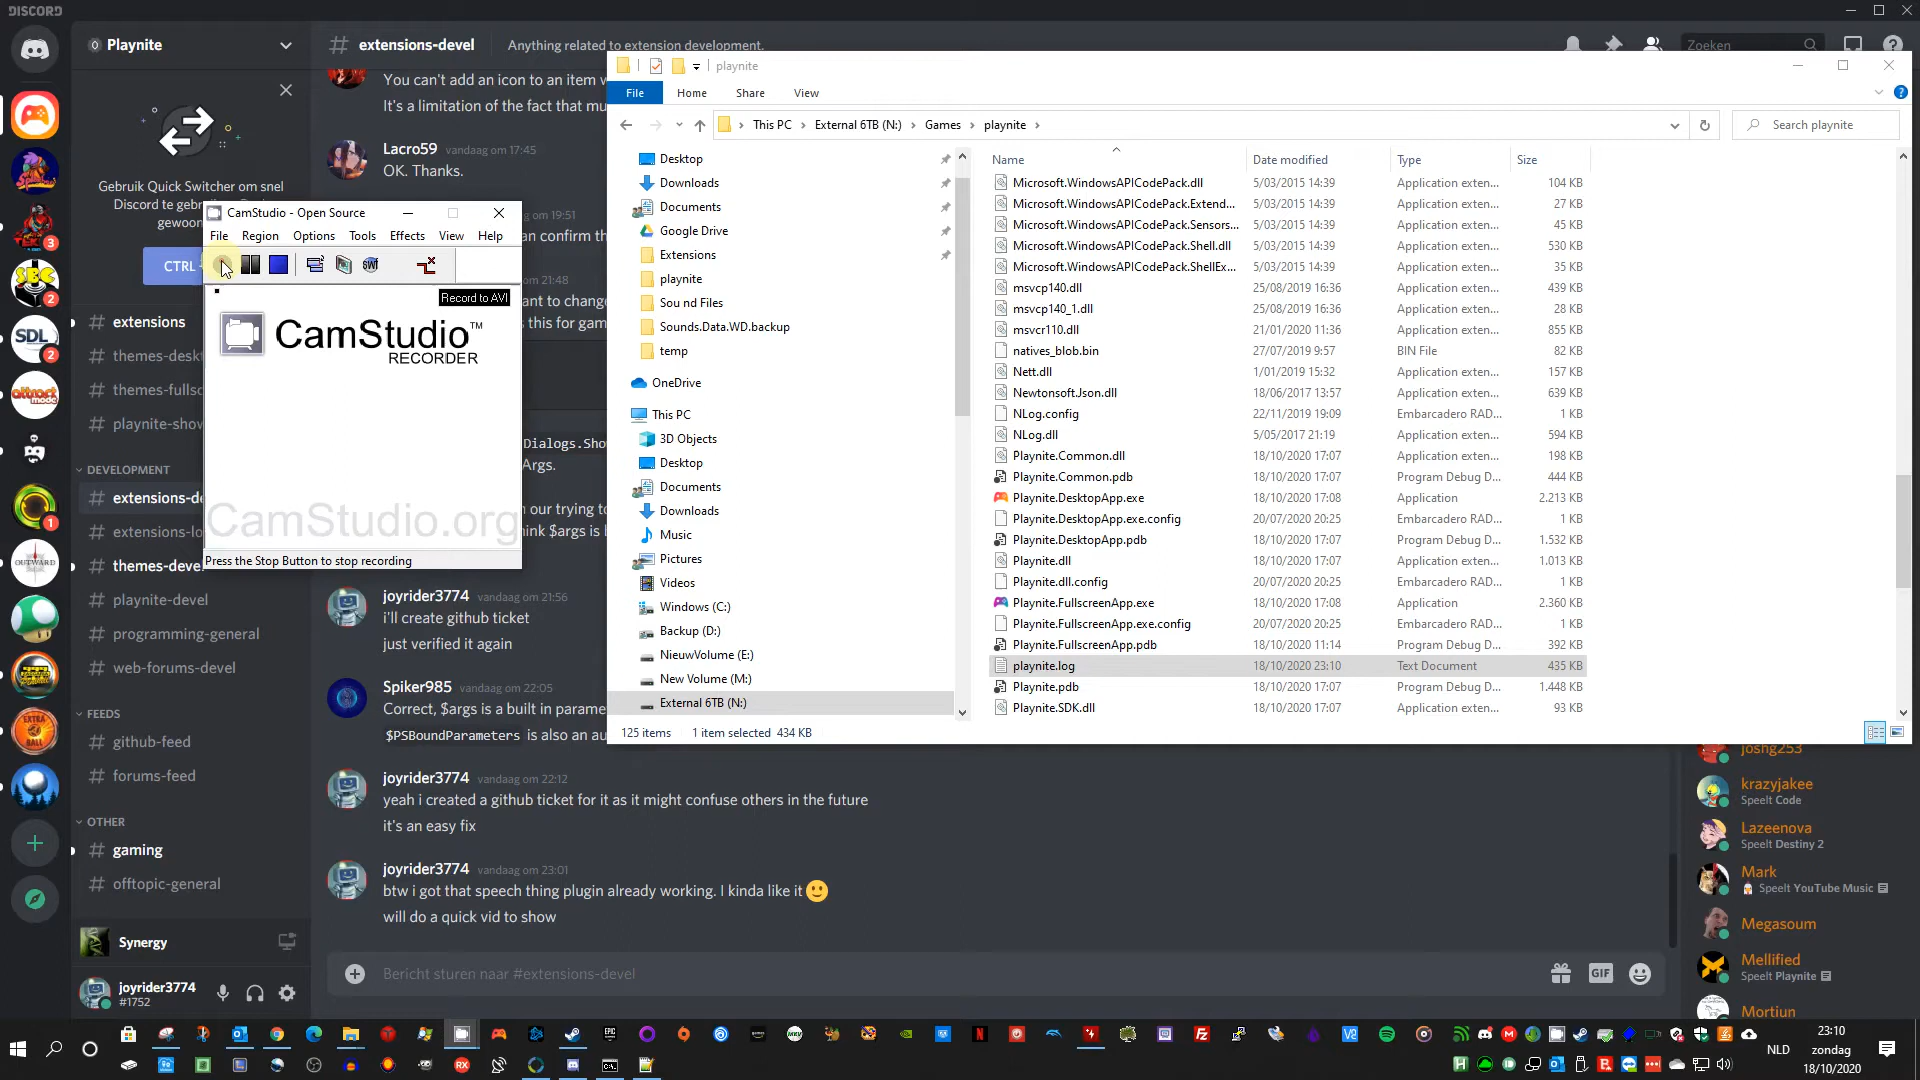 DISCORD
Playnite
Gebruik Quick Switcher om snel
Discord te
gewoo
CTRL
extensions
themes-deskt
themes-fullsc
playnite-show
DEVELOPMENT
extensions-de
extensions-lo
themes-deve
playnite-devel
programming-general
web-forums-devel
FEEDS
github-feed
forums-feed
OTHER
gaming
offtopic-general
Synergy
joyrider3774
#1752
3
SBC
2
SDL
2
attract mode
1
OUTWARD
EXTRA BALL
# extensions-devel
Anything related to extension development.
Zoeken
You can't add an icon to an item w
It's a limitation of the fact that mu
Lacro59 vandaag om 17:45
OK. Thanks.
g om 19:51
an confirm th
g om 21:48
ant to change
s this for gam
Dialogs.Sho
Args.
our trying to
hink $args is l
joyrider3774 vandaag om 21:56
i'll create github ticket
just verified it again
Spiker985 vandaag om 22:05
Correct, $args is a built in parame
$PSBoundParameters is also an au
joyrider3774 vandaag om 22:12
yeah i created a github ticket for it as it might confuse others in the future
it's an easy fix
joyrider3774 vandaag om 23:01
btw i got that speech thing plugin already working. I kinda like it
will do a quick vid to show
Bericht sturen naar #extensions-devel
GIF
CamStudio - Open Source
File Region Options Tools Effects View Help
SWF
Record to AVI
CamStudio™
RECORDER
CamStudio.org
Press the Stop Button to stop recording
playnite
File Home Share View
This PC > External 6TB (N:) > Games > playnite >
Search playnite
Desktop
Downloads
Documents
Google Drive
Extensions
playnite
Sou nd Files
Sounds.Data.WD.backup
temp
OneDrive
This PC
3D Objects
Desktop
Documents
Downloads
Music
Pictures
Videos
Windows (C:)
Backup (D:)
NieuwVolume (E:)
New Volume (M:)
External 6TB (N:)
Name Date modified Type Size
Microsoft.WindowsAPICodePack.dll 5/03/2015 14:39 Application exten... 104 KB
Microsoft.WindowsAPICodePack.Extend... 5/03/2015 14:39 Application exten... 27 KB
Microsoft.WindowsAPICodePack.Sensors... 5/03/2015 14:39 Application exten... 45 KB
Microsoft.WindowsAPICodePack.Shell.dll 5/03/2015 14:39 Application exten... 530 KB
Microsoft.WindowsAPICodePack.ShellEx... 5/03/2015 14:39 Application exten... 35 KB
msvcp140.dll 25/08/2019 16:36 Application exten... 439 KB
msvcp140_1.dll 25/08/2019 16:36 Application exten... 28 KB
msvcr110.dll 21/01/2020 11:36 Application exten... 855 KB
natives_blob.bin 27/07/2019 9:57 BIN File 82 KB
Nett.dll 1/01/2019 15:32 Application exten... 157 KB
Newtonsoft.Json.dll 18/06/2017 13:57 Application exten... 639 KB
NLog.config 22/11/2019 19:09 Embarcadero RAD... 1 KB
NLog.dll 5/05/2017 21:19 Application exten... 594 KB
Playnite.Common.dll 18/10/2020 17:07 Application exten... 198 KB
Playnite.Common.pdb 18/10/2020 17:07 Program Debug D... 444 KB
Playnite.DesktopApp.exe 18/10/2020 17:08 Application 2.213 KB
Playnite.DesktopApp.exe.config 20/07/2020 20:25 Embarcadero RAD... 1 KB
Playnite.DesktopApp.pdb 18/10/2020 17:07 Program Debug D... 1.532 KB
Playnite.dll 18/10/2020 17:07 Application exten... 1.013 KB
Playnite.dll.config 20/07/2020 20:25 Embarcadero RAD... 1 KB
Playnite.FullscreenApp.exe 18/10/2020 17:08 Application 2.360 KB
Playnite.FullscreenApp.exe.config 20/07/2020 20:25 Embarcadero RAD... 1 KB
Playnite.FullscreenApp.pdb 18/10/2020 11:14 Program Debug D... 392 KB
playnite.log 18/10/2020 23:10 Text Document 435 KB
Playnite.pdb 18/10/2020 17:07 Program Debug D... 1.448 KB
Playnite.SDK.dll 18/10/2020 17:07 Application exten... 93 KB
125 items 1 item selected 434 KB
joshg253
krazyjakee
Speelt Code
Lazeenova
Speelt Destiny 2
Mark
Speelt YouTube Music
Megasoum
Mellified
Speelt Playnite
Mortiun
NLD
23:10
zondag
18/10/2020